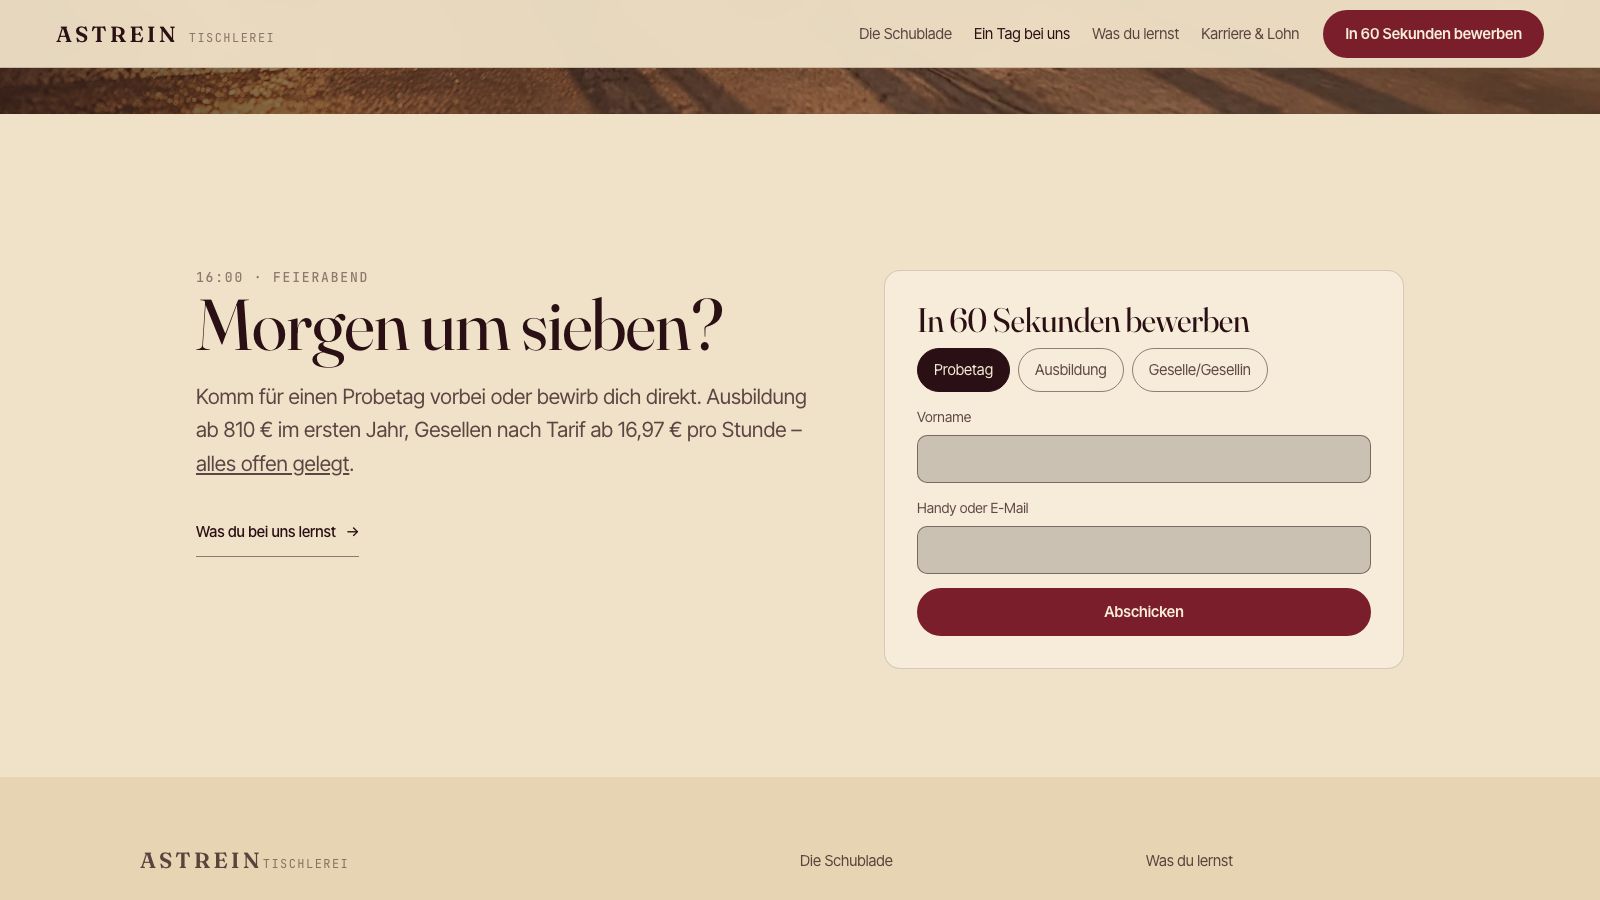 ASTREIN TISCHLEREI
Die Schublade
Ein Tag bei uns
Was du lernst
Karriere & Lohn
In 60 Sekunden bewerben
16:00 · FEIERABEND
Morgen um sieben?
Komm für einen Probetag vorbei oder bewirb dich direkt. Ausbildung
ab 810 € im ersten Jahr, Gesellen nach Tarif ab 16,97 € pro Stunde –
alles offen gelegt.
Was du bei uns lernst →
In 60 Sekunden bewerben
Probetag
Ausbildung
Geselle/Gesellin
Vorname
Handy oder E-Mail
Abschicken
ASTREIN TISCHLEREI
Die Schublade
Was du lernst